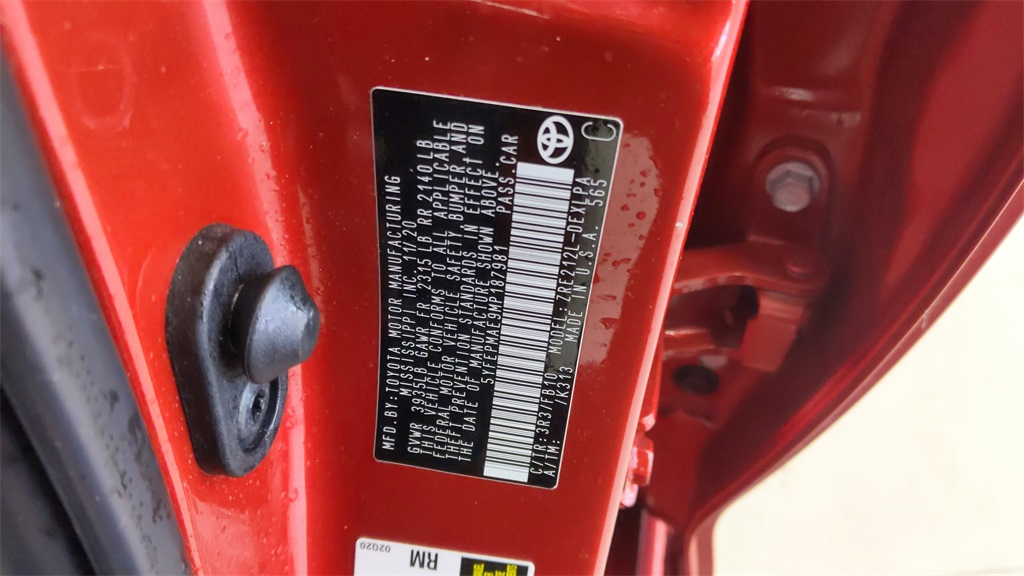 MFD. BY: TOYOTA MOTOR MANUFACTURING
MISSISSIPPI INC. 11/20
GVWR 3935LB GAWR FR 2315 LB RR 2140 LB
THIS VEHICLE CONFORMS TO ALL APPLICABLE
FEDERAL MOTOR VEHICLE SAFETY BUMPER, AND
THEFT PREVENTION STANDARDS IN EFFECT ON
THE DATE OF MANUFACTURE SHOWN ABOVE.
5YFEPMAE9MP187981 PASS. CAR
C/TR: 3R3/FB10 MODEL: ZRE212L-DEXLPA
A/TM: /K313 MADE IN U.S.A. 565
C
02020
RM